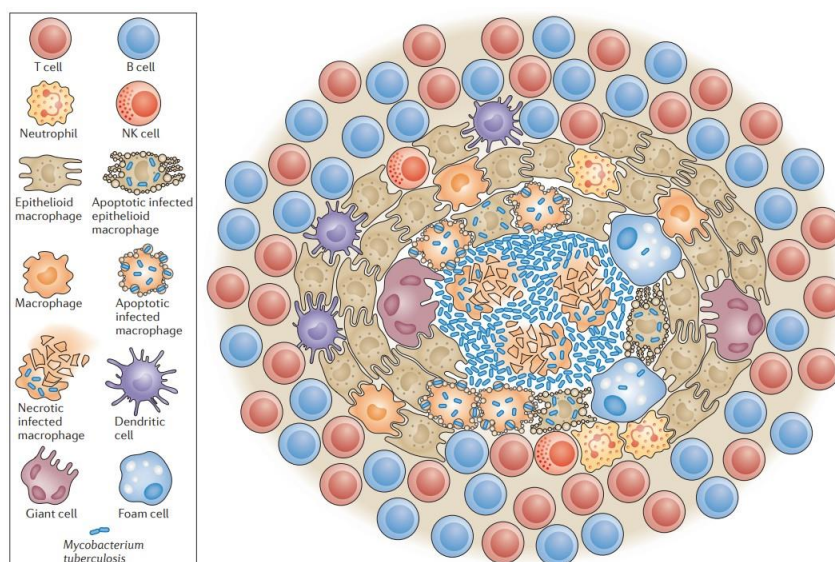 T cell
B cell
Neutrophil
NK cell
Epithelioid
macrophage
Apoptotic infected
epithelioid
macrophage
Macrophage
Apoptotic
infected
macrophage
Necrotic
infected
macrophage
Dendritic
cell
Giant cell
Foam cell
Mycobacterium
tuberculosis